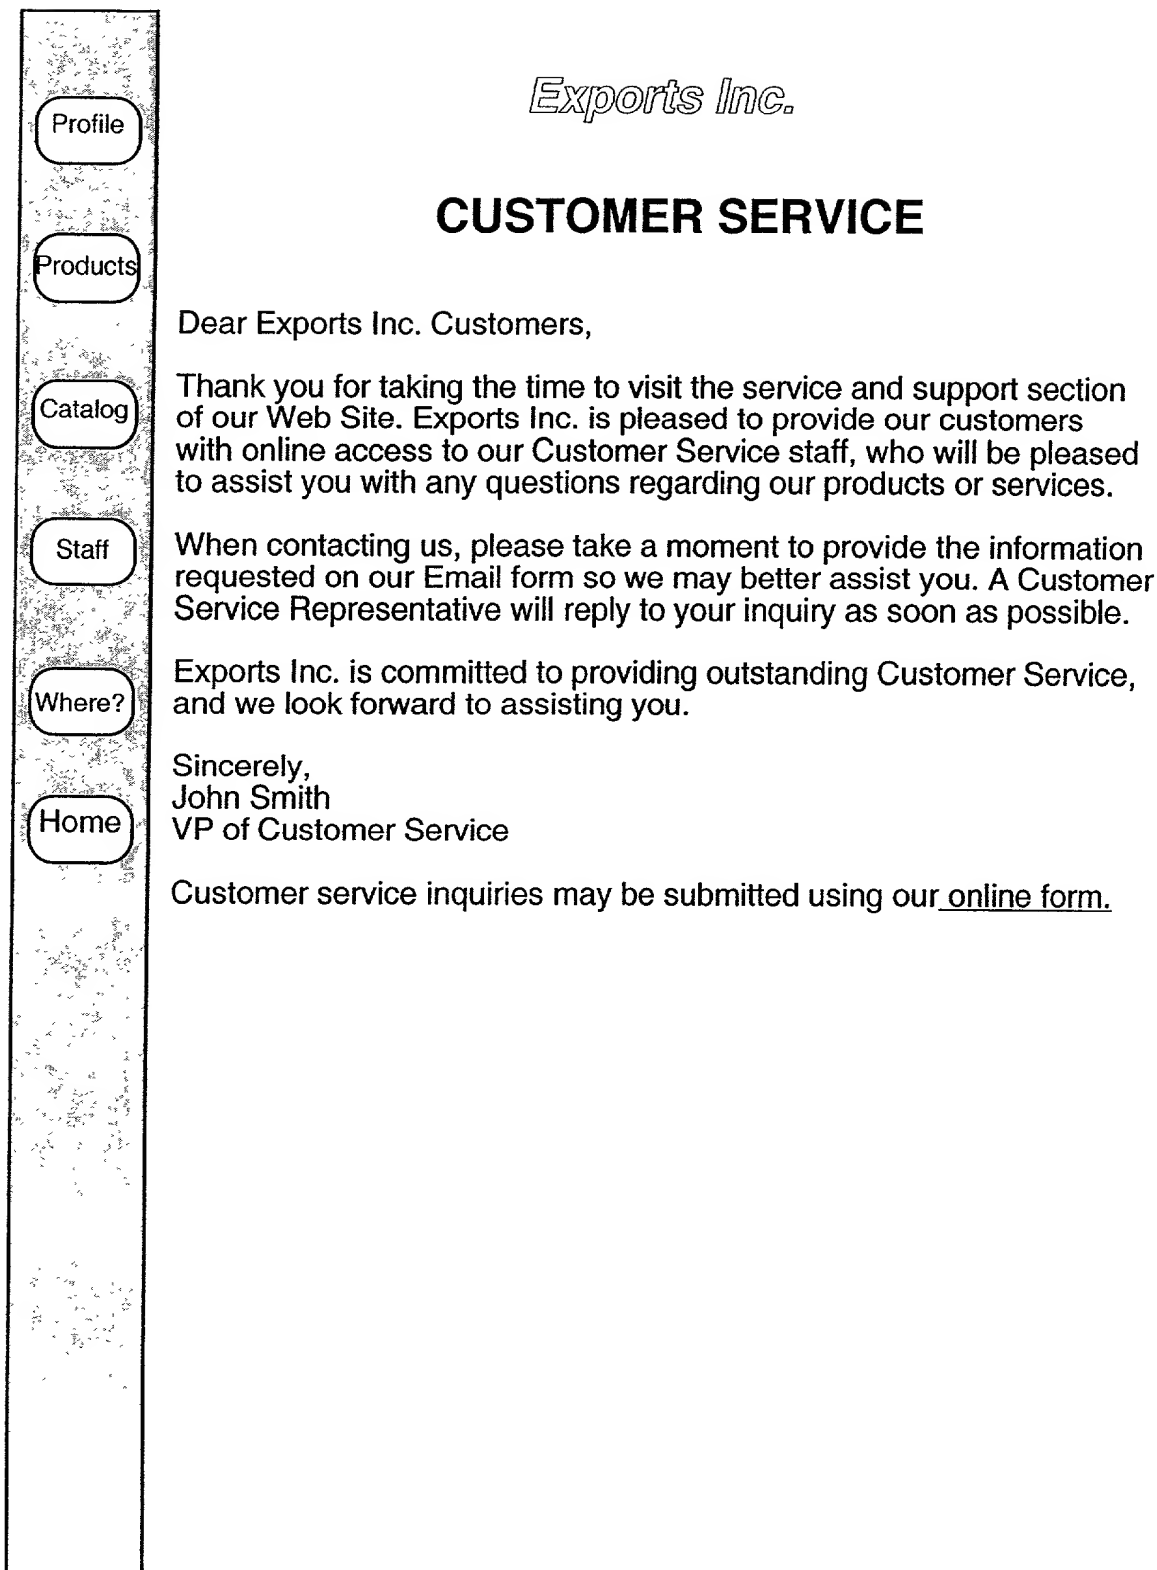 Profile
Products
Catalog
Staff
Where?
Home
Exports Inc.
CUSTOMER SERVICE
Dear Exports Inc. Customers,
Thank you for taking the time to visit the service and support section
of our Web Site. Exports Inc. is pleased to provide our customers
with online access to our Customer Service staff, who will be pleased
to assist you with any questions regarding our products or services.
When contacting us, please take a moment to provide the information
requested on our Email form so we may better assist you. A Customer
Service Representative will reply to your inquiry as soon as possible.
Exports Inc. is committed to providing outstanding Customer Service,
and we look forward to assisting you.
Sincerely,
John Smith
VP of Customer Service
Customer service inquiries may be submitted using our online form.